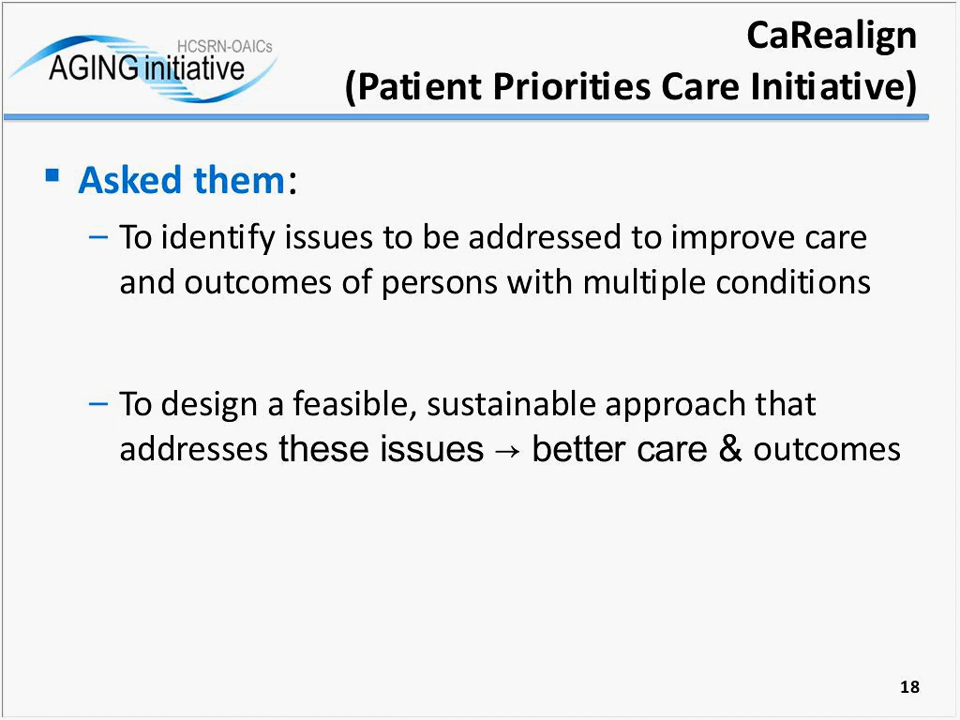 HCSRN-OAICs
AGING initiative
CaRealign
(Patient Priorities Care Initiative)
▪ Asked them:
– To identify issues to be addressed to improve care
and outcomes of persons with multiple conditions
– To design a feasible, sustainable approach that
addresses these issues → better care & outcomes
18